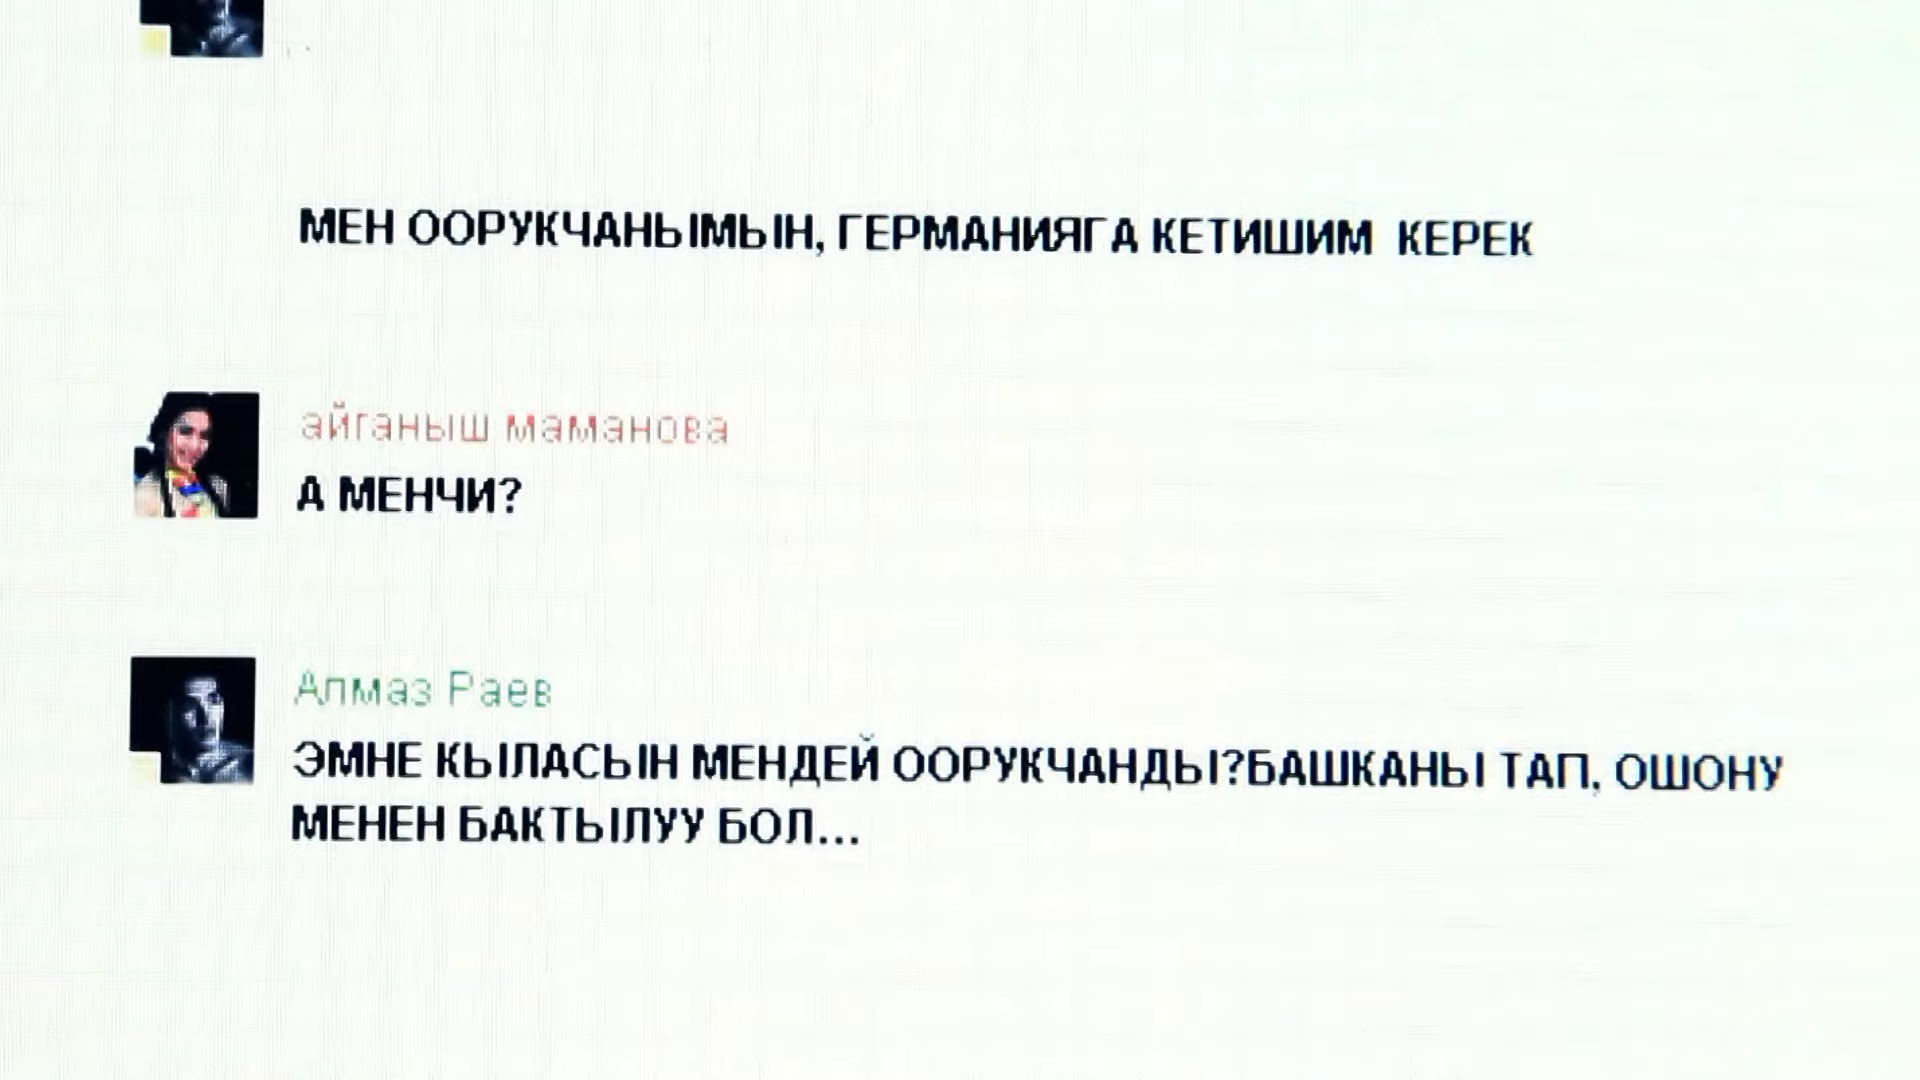 МЕН ООРУКЧАНЫМЫН, ГЕРМАНИЯГА КЕТИШИМ КЕРЕК
айганыш маманова
А МЕНЧИ?
Алмаз Раев
ЭМНЕ КЫЛАСЫН МЕНДЕЙ ООРУКЧАНДЫ?БАШКАНЫ ТАП, ОШОНУ
МЕНЕН БАКТЫЛУУ БОЛ...